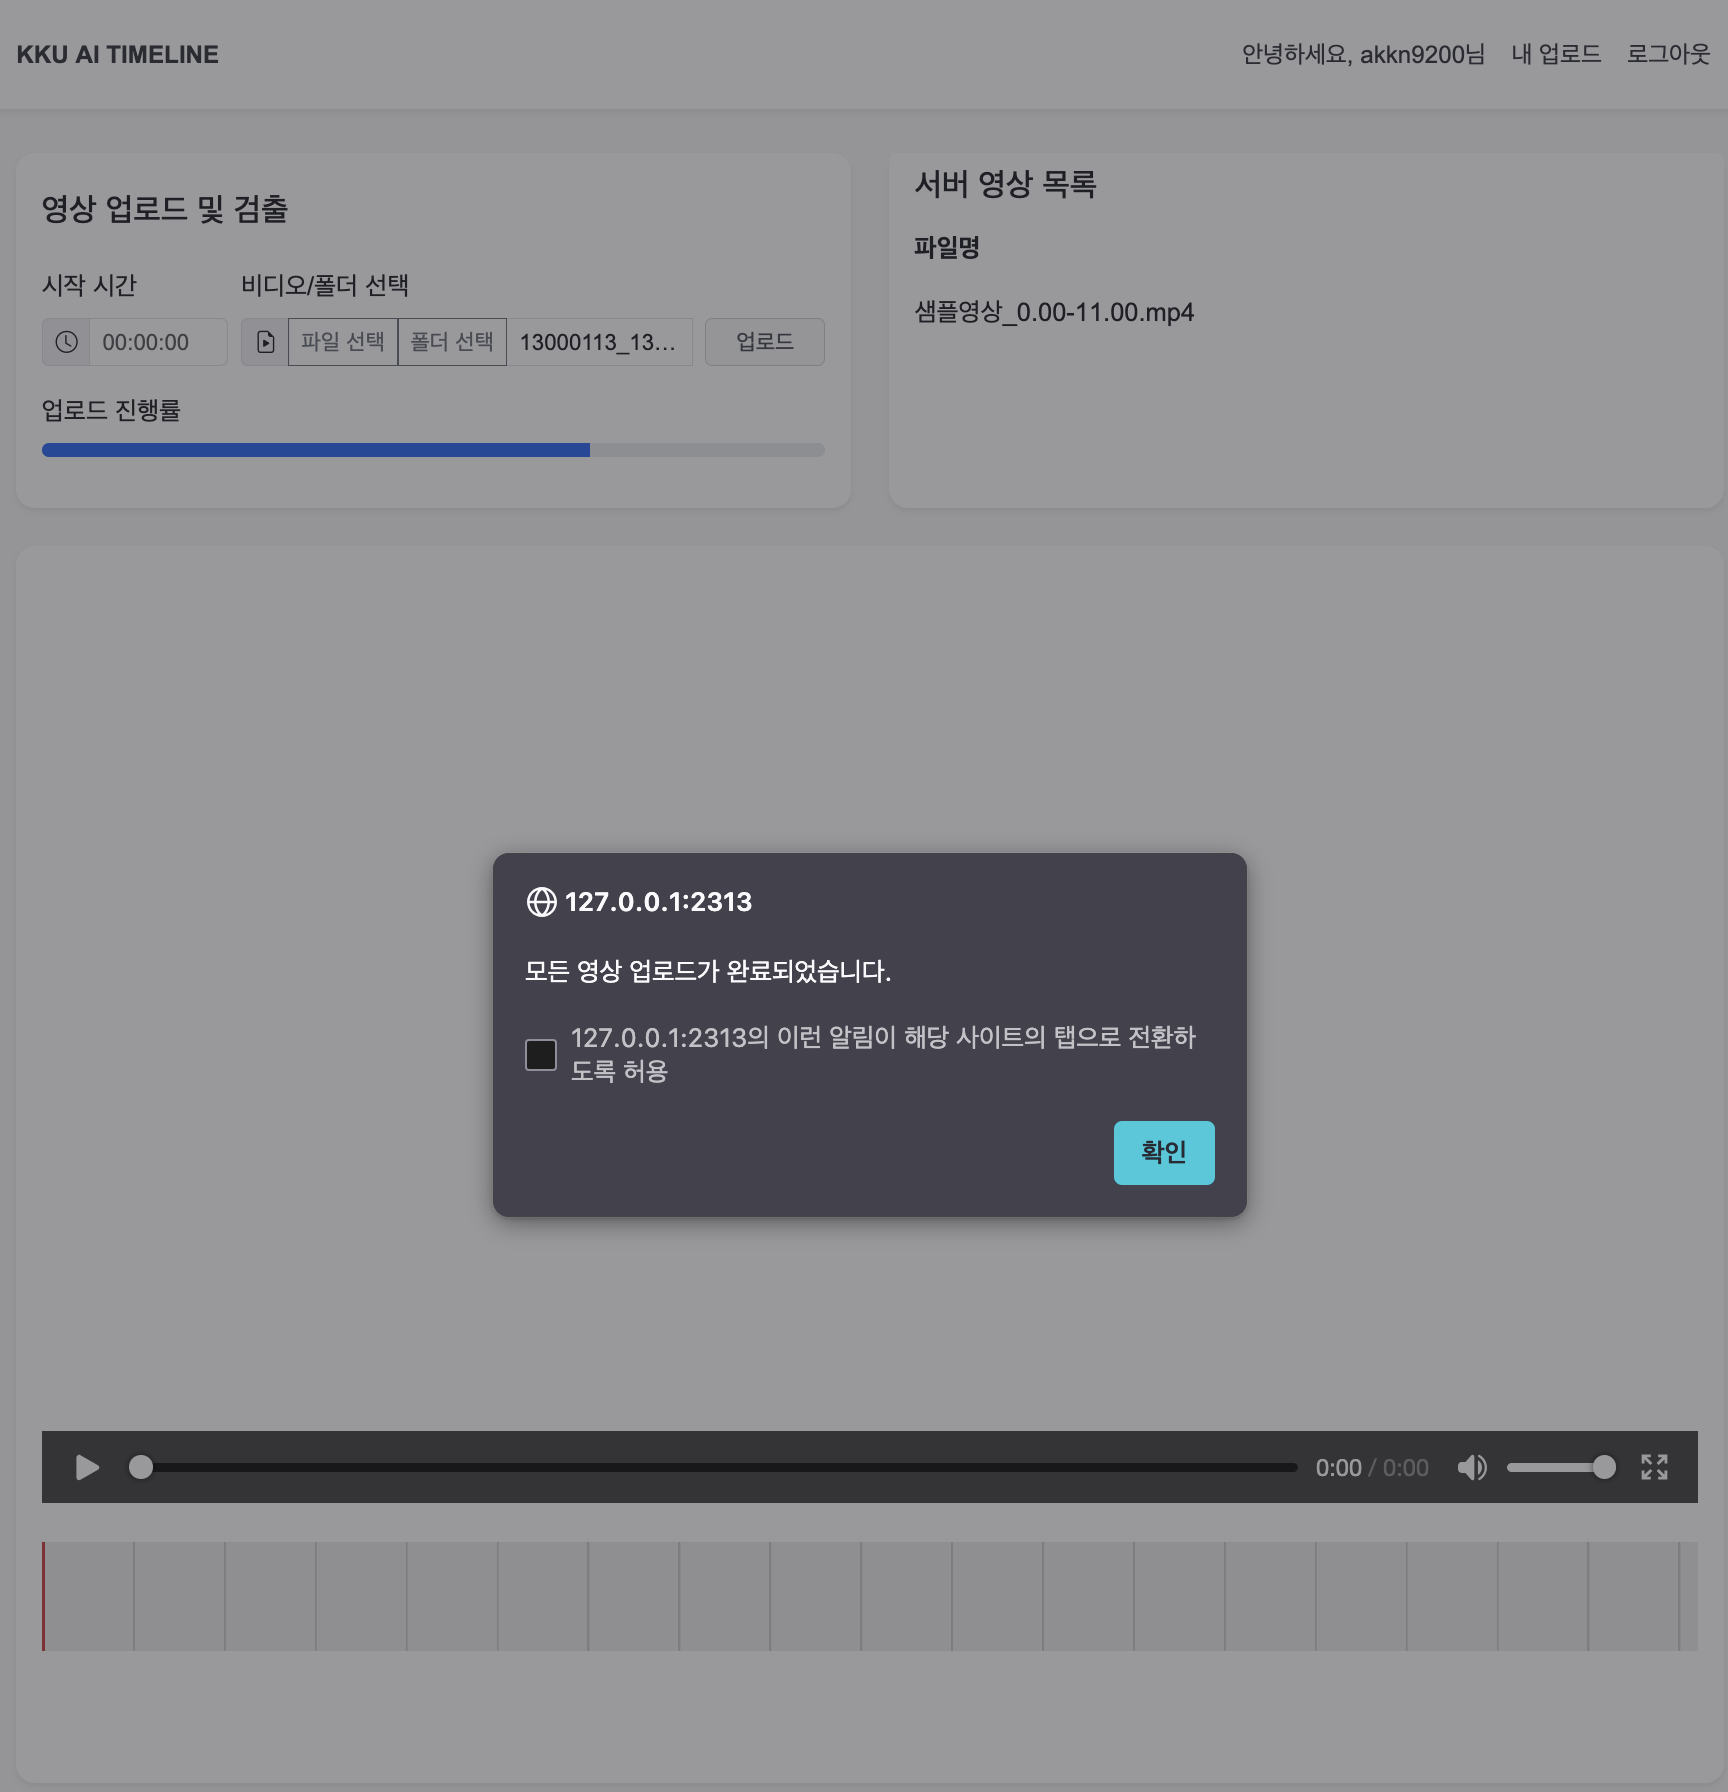 KKU AI TIMELINE
안녕하세요, akkn9200님 내 업로드 로그아웃
영상 업로드 및 검출
시작 시간 비디오/폴더 선택
00:00:00 파일 선택 폴더 선택 13000113_13... 업로드
업로드 진행률
서버 영상 목록
파일명
샘플영상_0.00-11.00.mp4
127.0.0.1:2313
모든 영상 업로드가 완료되었습니다.
127.0.0.1:2313의 이런 알림이 해당 사이트의 탭으로 전환하
도록 허용
확인
0:00 / 0:00